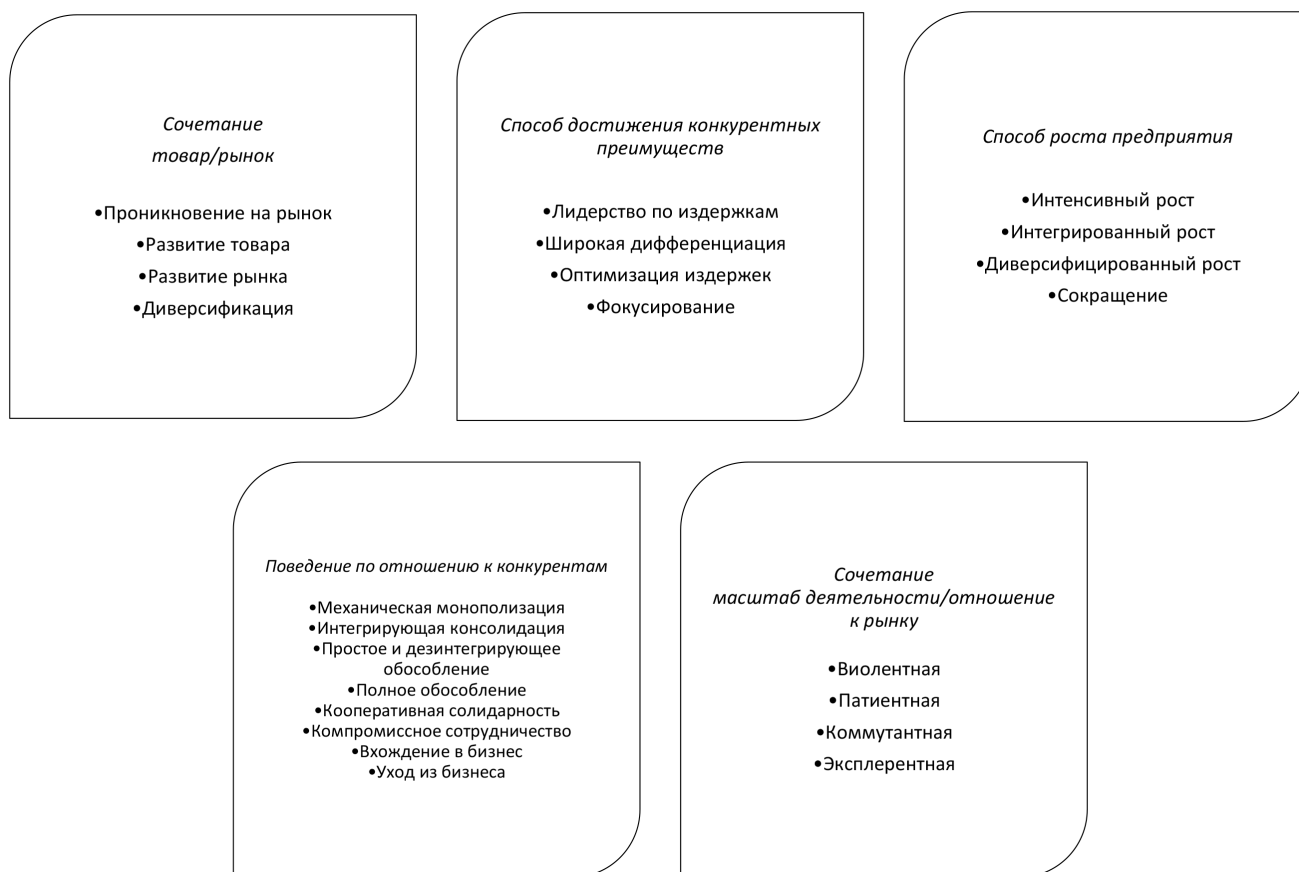 Сочетание
товар/рынок
•Проникновение на рынок
•Развитие товара
•Развитие рынка
•Диверсификация
Способ достижения конкурентных
преимуществ
•Лидерство по издержкам
•Широкая дифференциация
•Оптимизация издержек
•Фокусирование
Способ роста предприятия
•Интенсивный рост
•Интегрированный рост
•Диверсифицированный рост
•Сокращение
Поведение по отношению к конкурентам
•Механическая монополизация
•Интегрирующая консолидация
•Простое и дезинтегрирующее
обособление
•Полное обособление
•Кооперативная солидарность
•Компромиссное сотрудничество
•Вхождение в бизнес
•Уход из бизнеса
Сочетание
масштаб деятельности/отношение
к рынку
•Виолентная
•Патиентная
•Коммутантная
•Эксплерентная